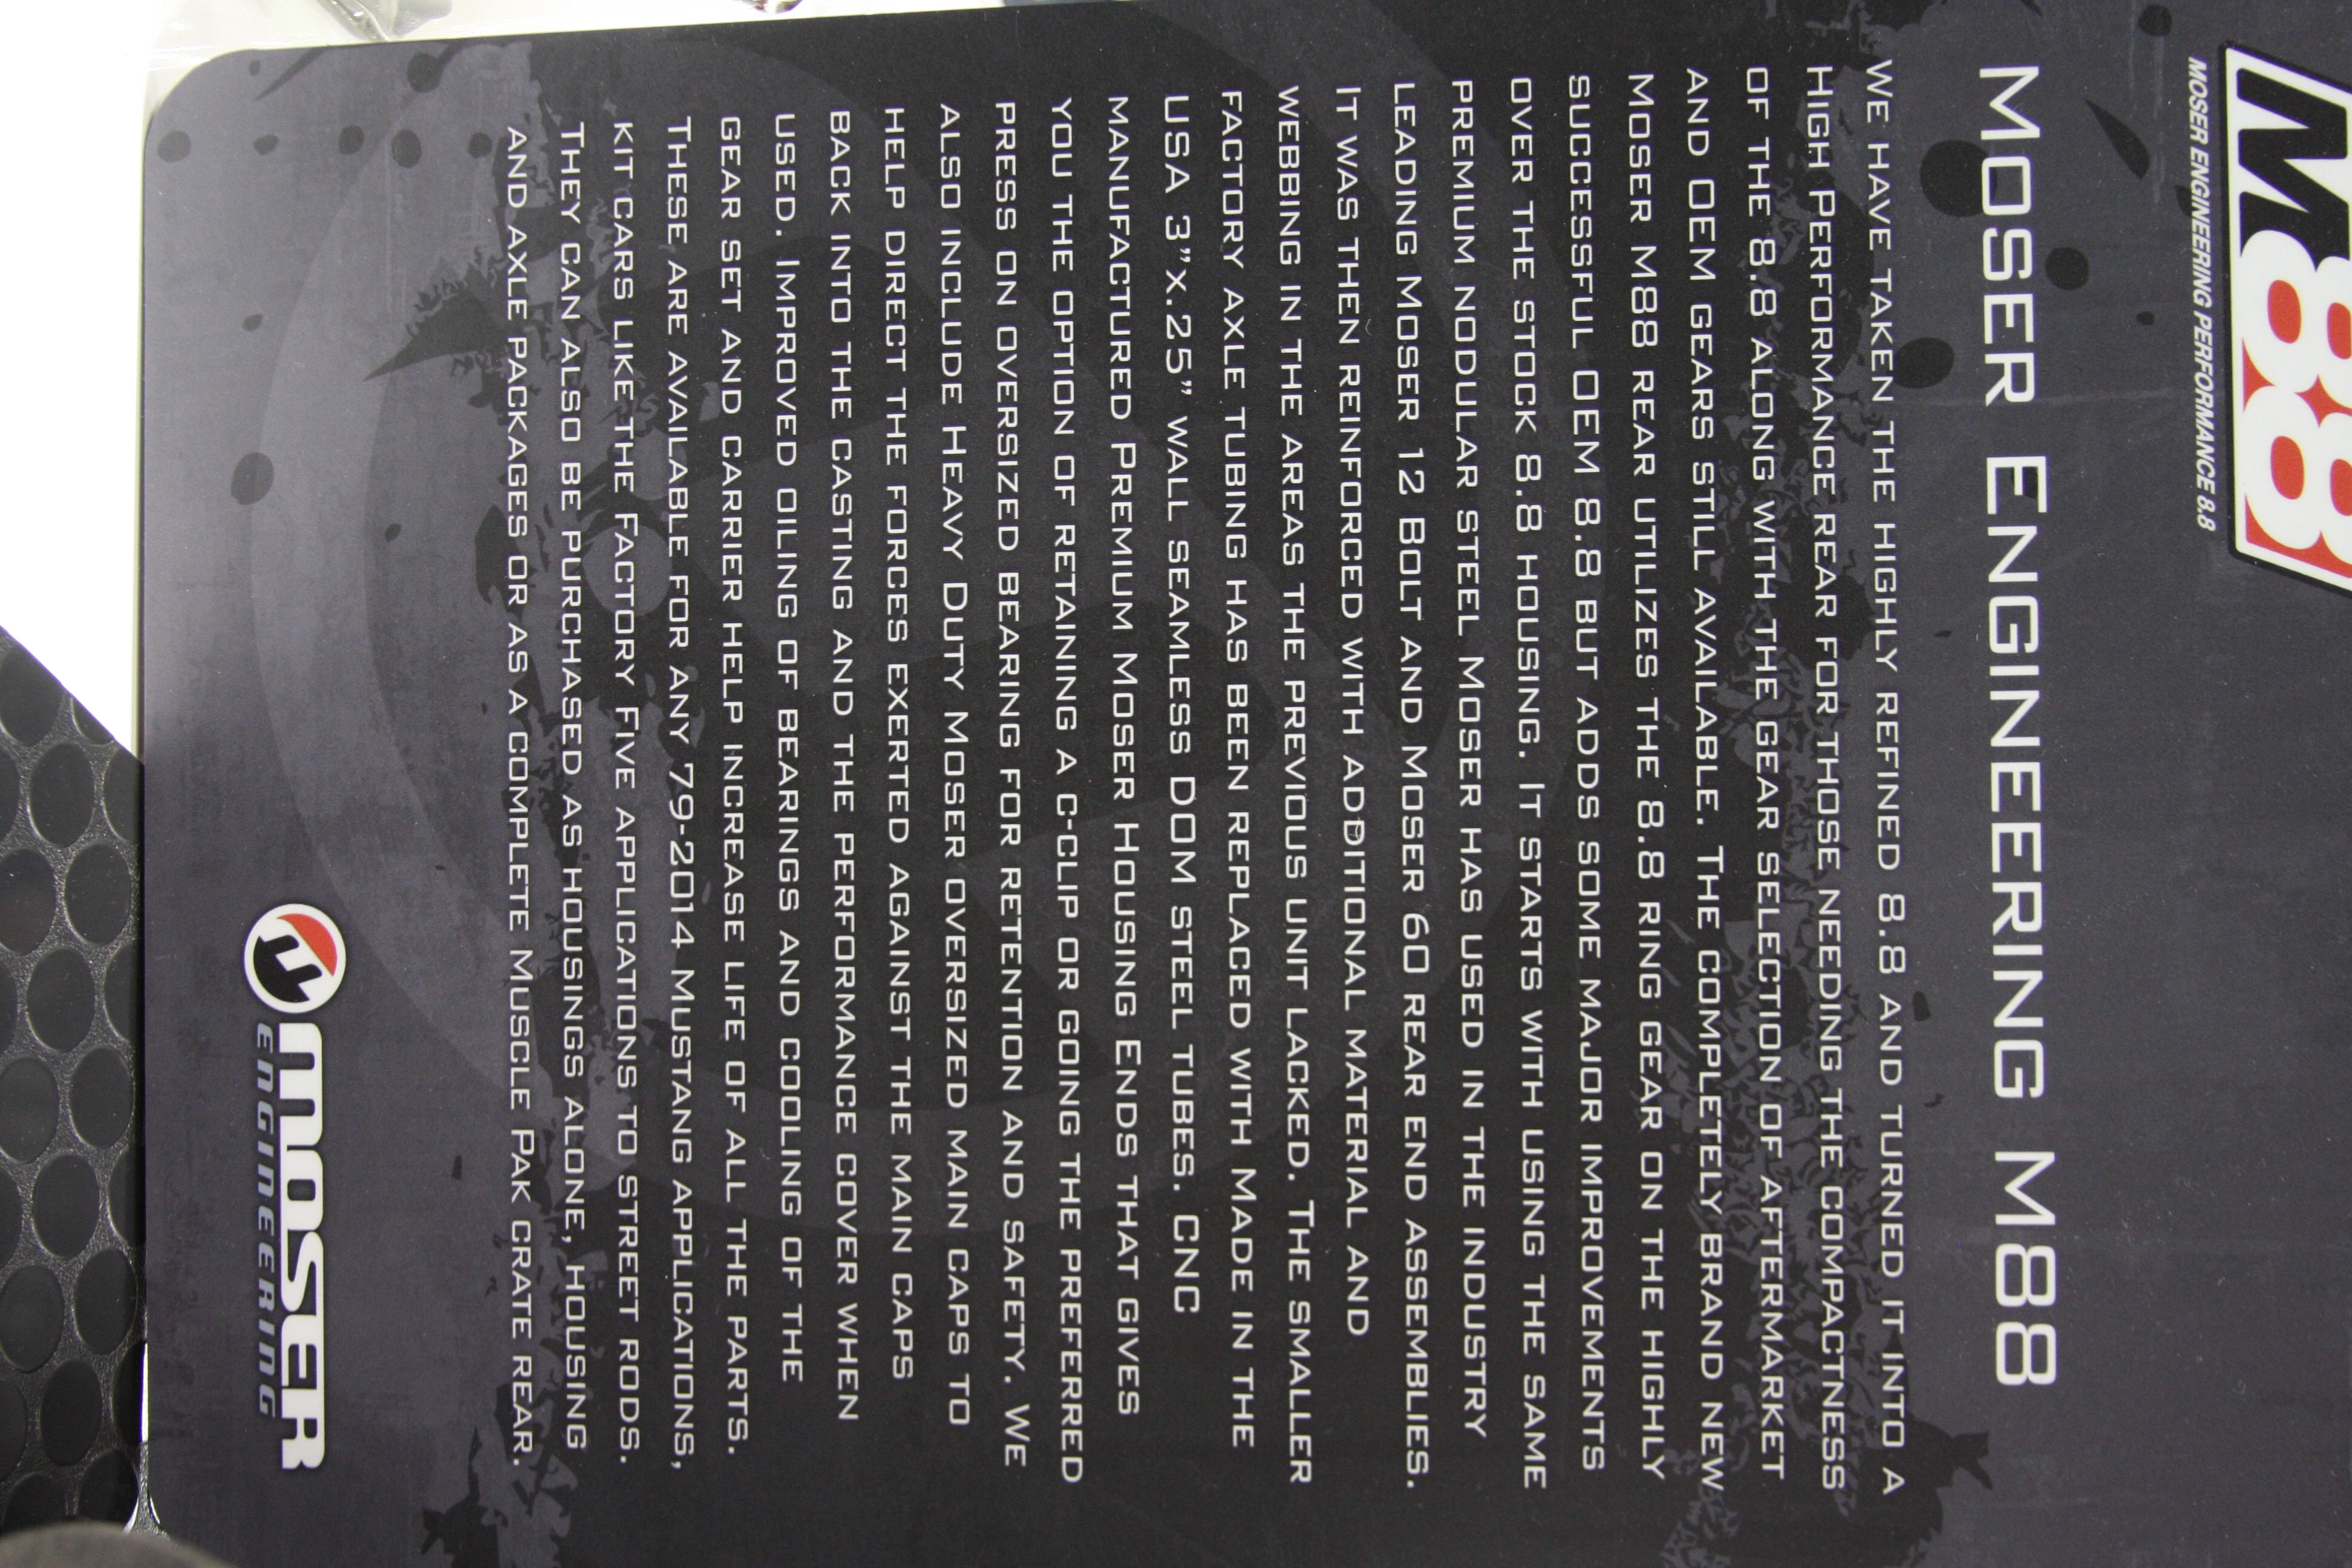 M88
MOSER ENGINEERING PERFORMANCE 8.8
MOSER ENGINEERING M88
WE HAVE TAKEN THE HIGHLY REFINED 8.8 AND TURNED IT INTO A
HIGH PERFORMANCE REAR FOR THOSE NEEDING THE COMPACTNESS
OF THE 8.8 ALONG WITH THE GEAR SELECTION OF AFTERMARKET
AND OEM GEARS STILL AVAILABLE. THE COMPLETELY BRAND NEW
MOSER M88 REAR UTILIZES THE 8.8 RING GEAR ON THE HIGHLY
SUCCESSFUL OEM 8.8 BUT ADDS SOME MAJOR IMPROVEMENTS
OVER THE STOCK 8.8 HOUSING. IT STARTS WITH USING THE SAME
PREMIUM NODULAR STEEL MOSER HAS USED IN THE INDUSTRY
LEADING MOSER 12 BOLT AND MOSER 60 REAR END ASSEMBLIES.
IT WAS THEN REINFORCED WITH ADDITIONAL MATERIAL AND
WEBBING IN THE AREAS THE PREVIOUS UNIT LACKED. THE SMALLER
FACTORY AXLE TUBING HAS BEEN REPLACED WITH MADE IN THE
USA 3”X.25” WALL SEAMLESS DOM STEEL TUBES. CNC
MANUFACTURED PREMIUM MOSER HOUSING ENDS THAT GIVES
YOU THE OPTION OF RETAINING A C-CLIP OR GOING THE PREFERRED
PRESS ON OVERSIZED BEARING FOR RETENTION AND SAFETY. WE
ALSO INCLUDE HEAVY DUTY MOSER OVERSIZED MAIN CAPS TO
HELP DIRECT THE FORCES EXERTED AGAINST THE MAIN CAPS
BACK INTO THE CASTING AND THE PERFORMANCE COVER WHEN
USED. IMPROVED OILING OF BEARINGS AND COOLING OF THE
GEAR SET AND CARRIER HELP INCREASE LIFE OF ALL THE PARTS.
THESE ARE AVAILABLE FOR ANY 79-2014 MUSTANG APPLICATIONS,
KIT CARS LIKE THE FACTORY FIVE APPLICATIONS TO STREET RODS.
THEY CAN ALSO BE PURCHASED AS HOUSINGS ALONE, HOUSING
AND AXLE PACKAGES OR AS A COMPLETE MUSCLE PAK CRATE REAR.
MOSER
ENGINEERING